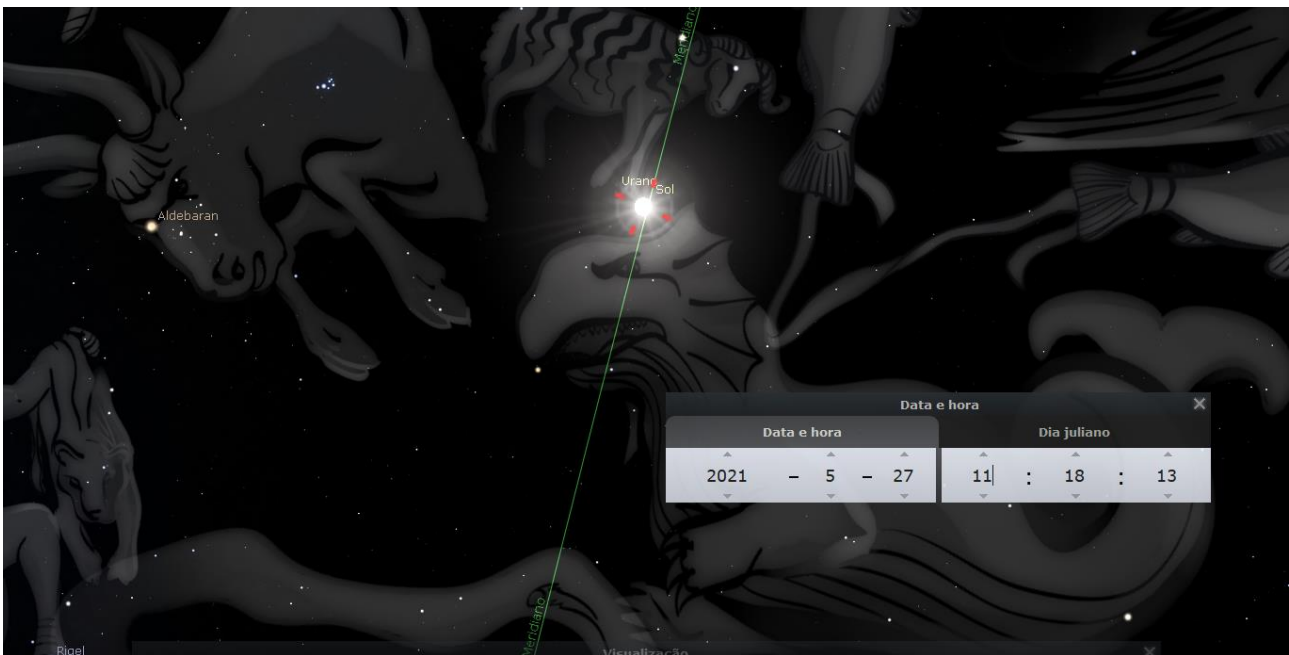 Meridiano
Urano
Sol
Aldebaran
Data e hora
Data e hora
Dia juliano
2021 – 5 – 27 11 : 18 : 13
Meridiano
Rigel
Visualização